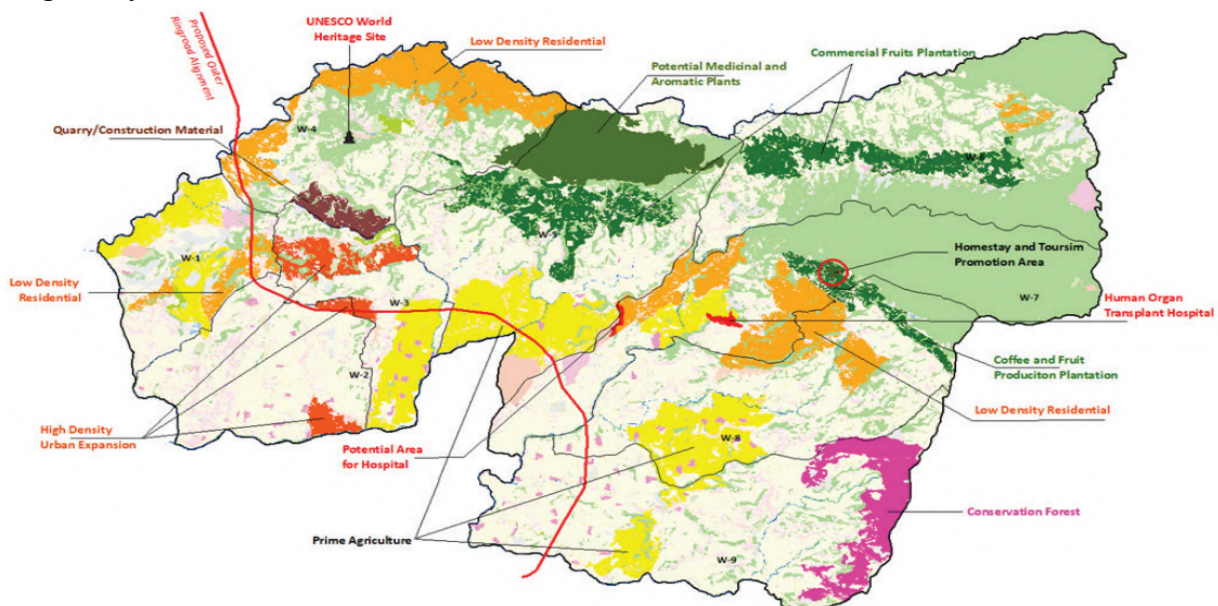 UNESCO World
Heritage Site
Low Density Residential
Proposed Outer
Ringroad Alignment
Potential Medicinal and
Aromatic Plants
Commercial Fruits Plantation
Quarry/Construction Material
W-4
W-6
W-5
W-1
Homestay and Toursim
Promotion Area
Low Density
Residential
W-3
W-7
Human Organ
Transplant Hospital
Coffee and Fruit
Produciton Plantation
W-2
High Density
Urban Expansion
Low Density Residential
Potential Area
for Hospital
W-8
Conservation Forest
Prime Agriculture
W-9